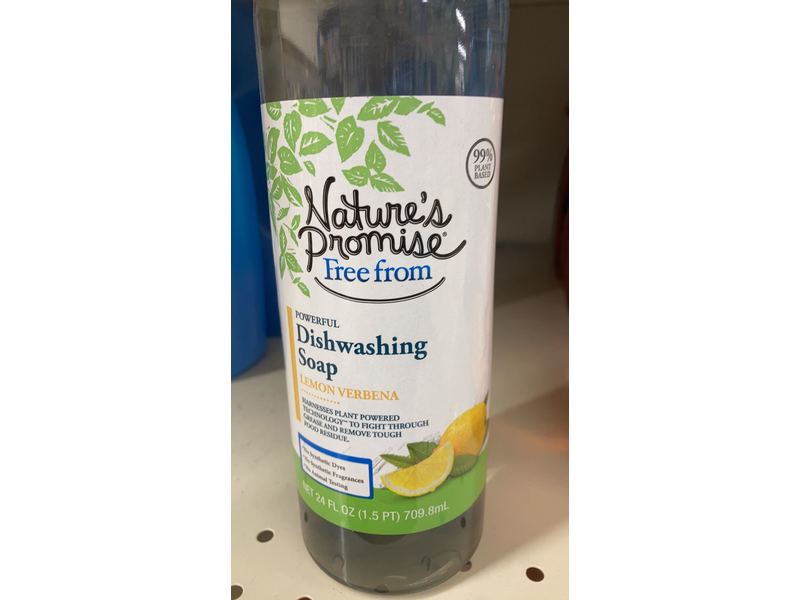 99%
PLANT
BASED
Nature's
Promise®
Free from
POWERFUL
Dishwashing
Soap
LEMON VERBENA
HARNESSES PLANT POWERED
TECHNOLOGY™ TO FIGHT THROUGH
GREASE AND REMOVE TOUGH
FOOD RESIDUE.
•No Synthetic Dyes
•No Synthetic Fragrances
•No Animal Testing
NET 24 FL OZ (1.5 PT) 709.8mL